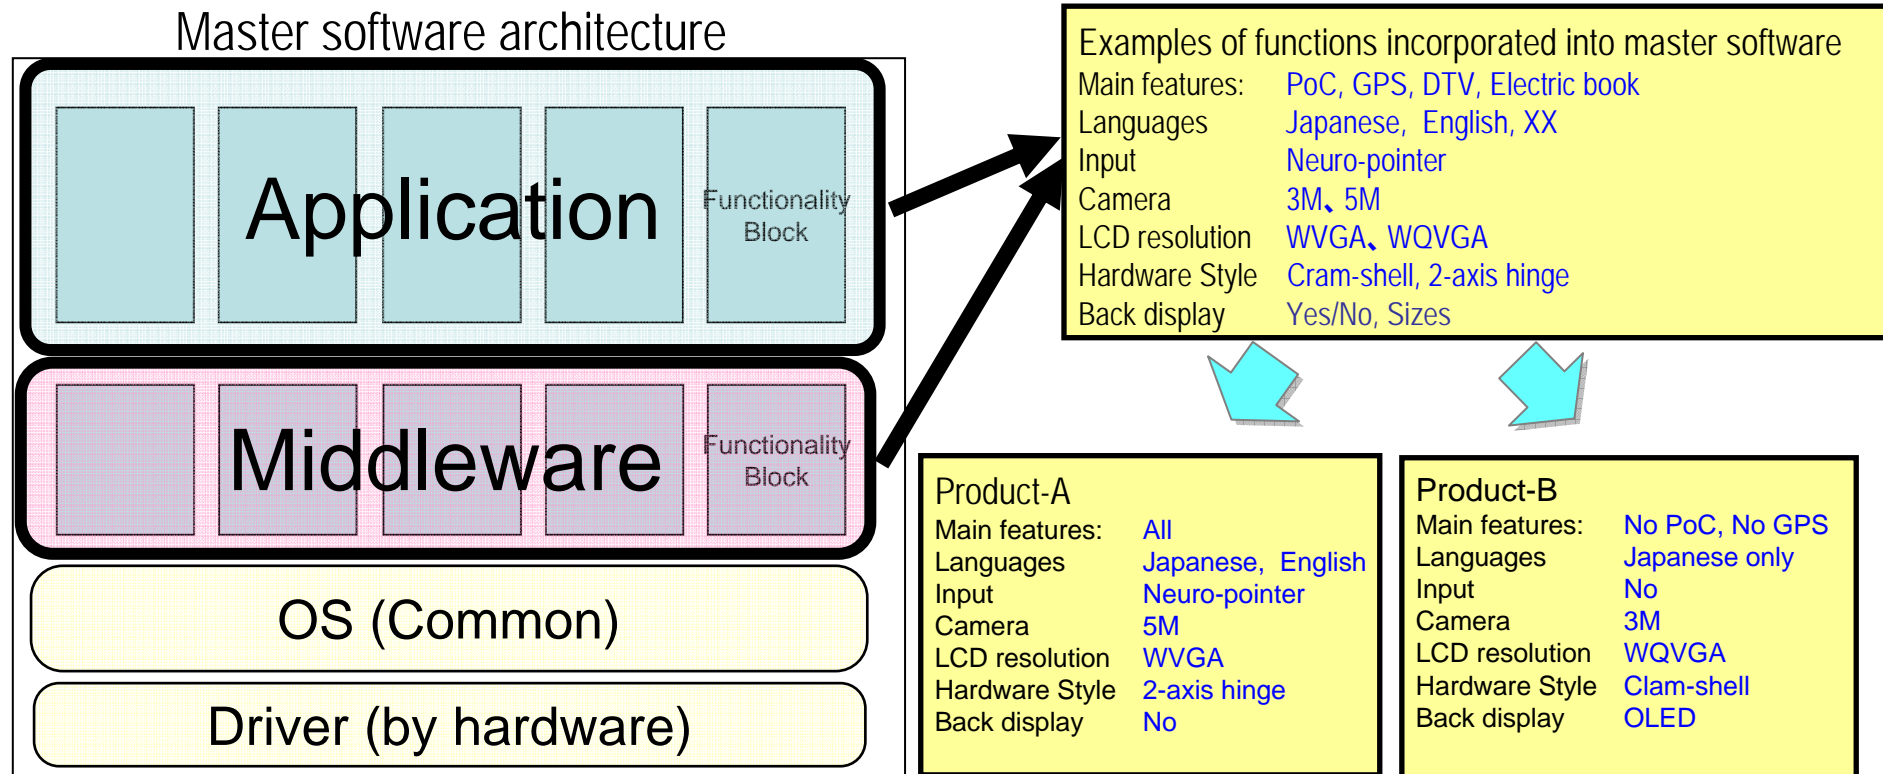 Master software architecture
Application
Functionality
Block
Middleware
Functionality
Block
OS (Common)
Driver (by hardware)
Examples of functions incorporated into master software
Main features: PoC, GPS, DTV, Electric book
Languages Japanese, English, XX
Input Neuro-pointer
Camera 3M、5M
LCD resolution WVGA、WQVGA
Hardware Style Cram-shell, 2-axis hinge
Back display Yes/No, Sizes
Product-A
Main features: All
Languages Japanese, English
Input Neuro-pointer
Camera 5M
LCD resolution WVGA
Hardware Style 2-axis hinge
Back display No
Product-B
Main features: No PoC, No GPS
Languages Japanese only
Input No
Camera 3M
LCD resolution WQVGA
Hardware Style Clam-shell
Back display OLED